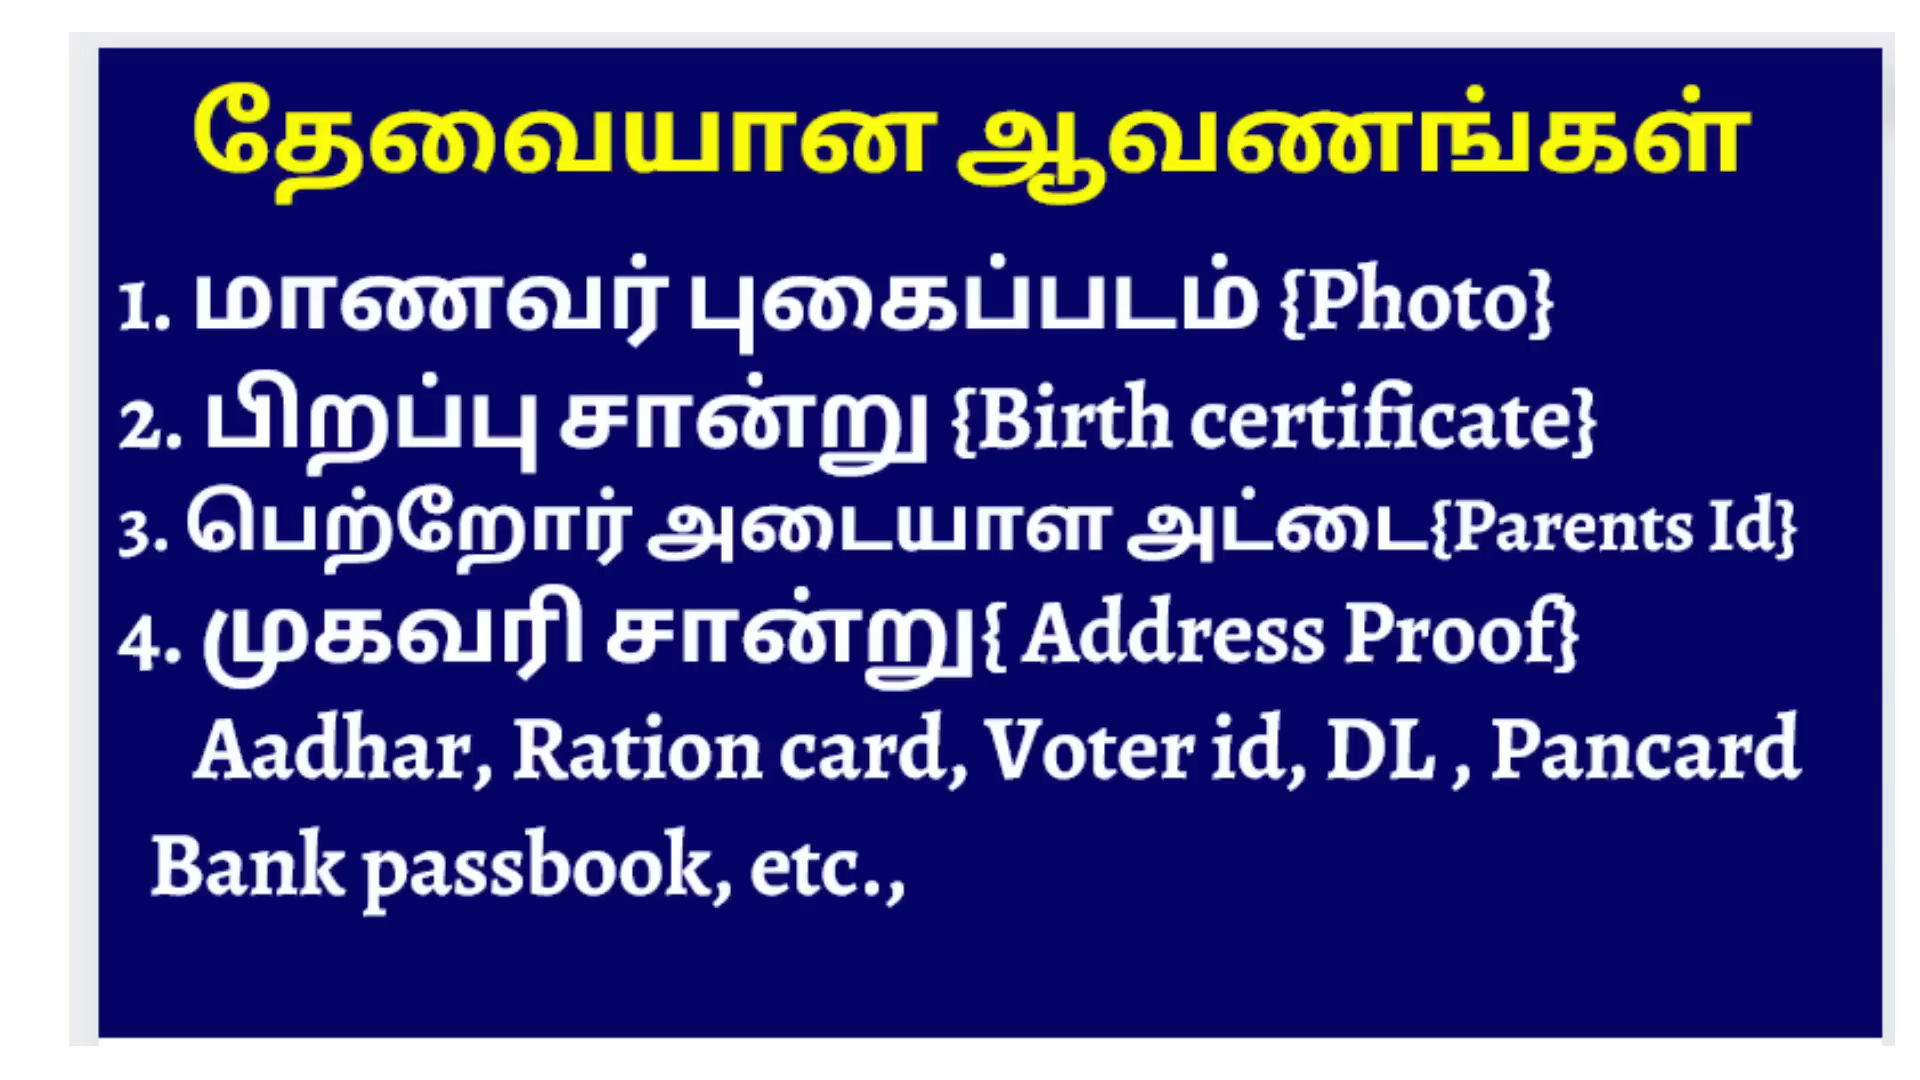 தேவையான ஆவணங்கள்
1. மாணவர் புகைப்படம் {Photo}
2. பிறப்பு சான்று {Birth certificate}
3. பெற்றோர் அடையாள அட்டை{Parents Id}
4. முகவரி சான்று{ Address Proof}
Aadhar, Ration card, Voter id, DL , Pancard
Bank passbook, etc.,